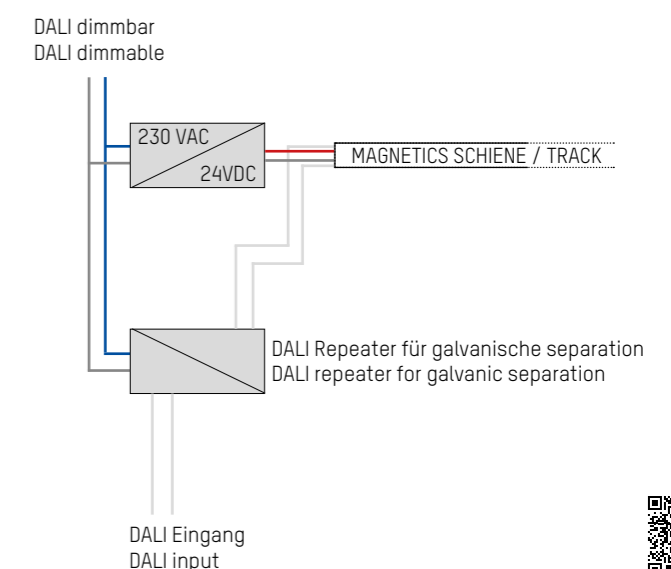 DALI dimmbar
DALI dimmable
230 VAC
24VDC
MAGNETICS SCHIENE / TRACK
DALI Repeater für galvanische separation
DALI repeater for galvanic separation
DALI Eingang
DALI input